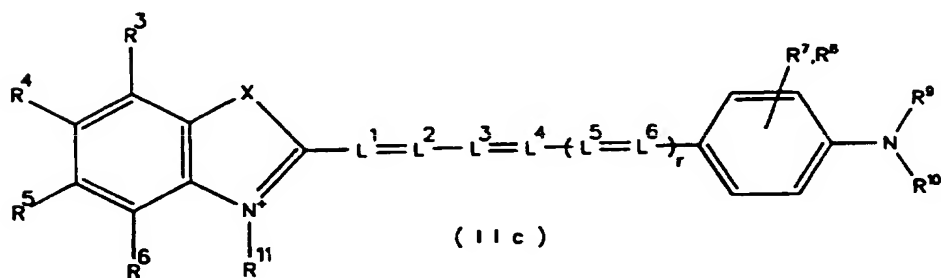 R³
R⁴
X
R⁷,R⁸
R⁹
L¹=L²—L³=L⁴—(L⁵=L⁶)r
N
R¹⁰
R⁵
N⁺
R⁶
R¹¹
(IIc)